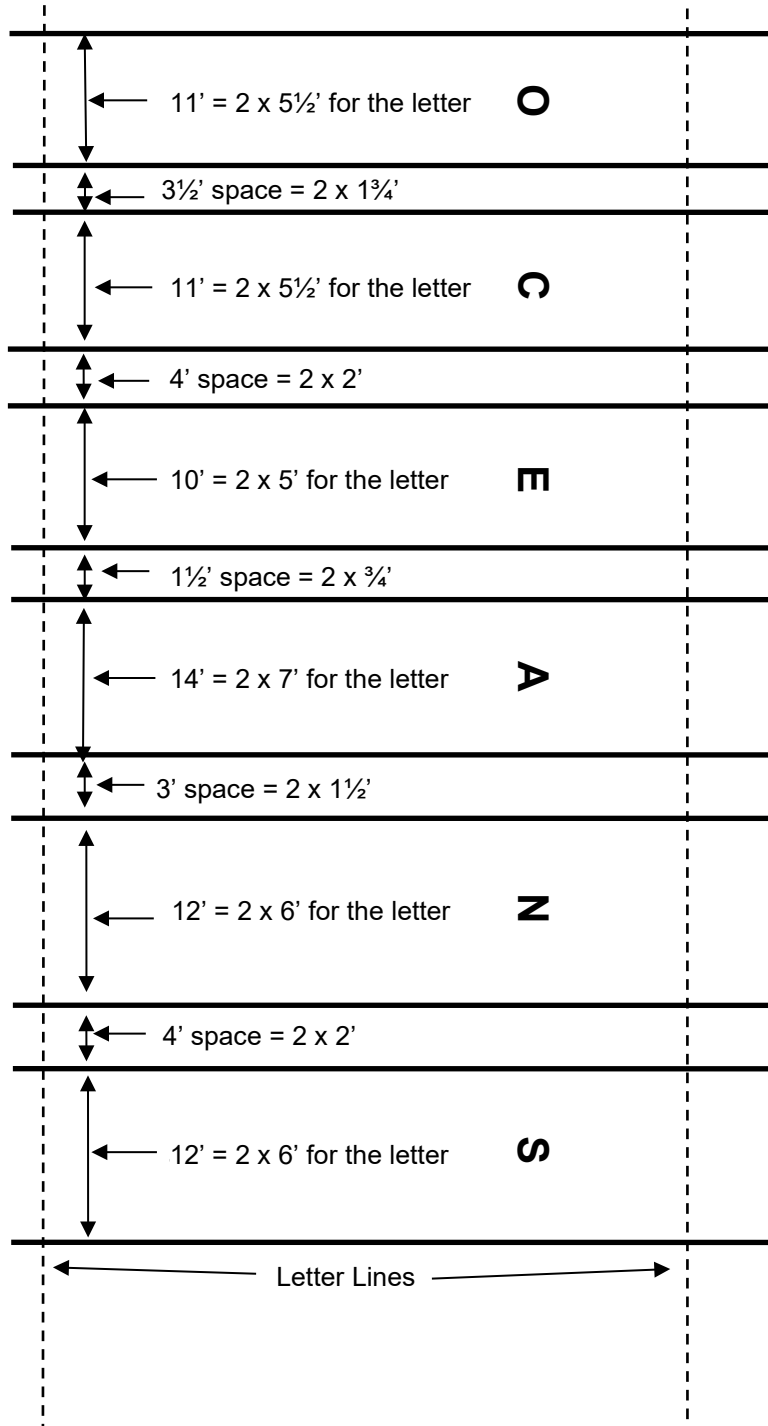 11’ = 2 x 5½’ for the letter O
3½’ space = 2 x 1¾’
11’ = 2 x 5½’ for the letter C
4’ space = 2 x 2’
10’ = 2 x 5’ for the letter E
1½’ space = 2 x ¾’
14’ = 2 x 7’ for the letter A
3’ space = 2 x 1½’
12’ = 2 x 6’ for the letter N
4’ space = 2 x 2’
12’ = 2 x 6’ for the letter S
Letter Lines